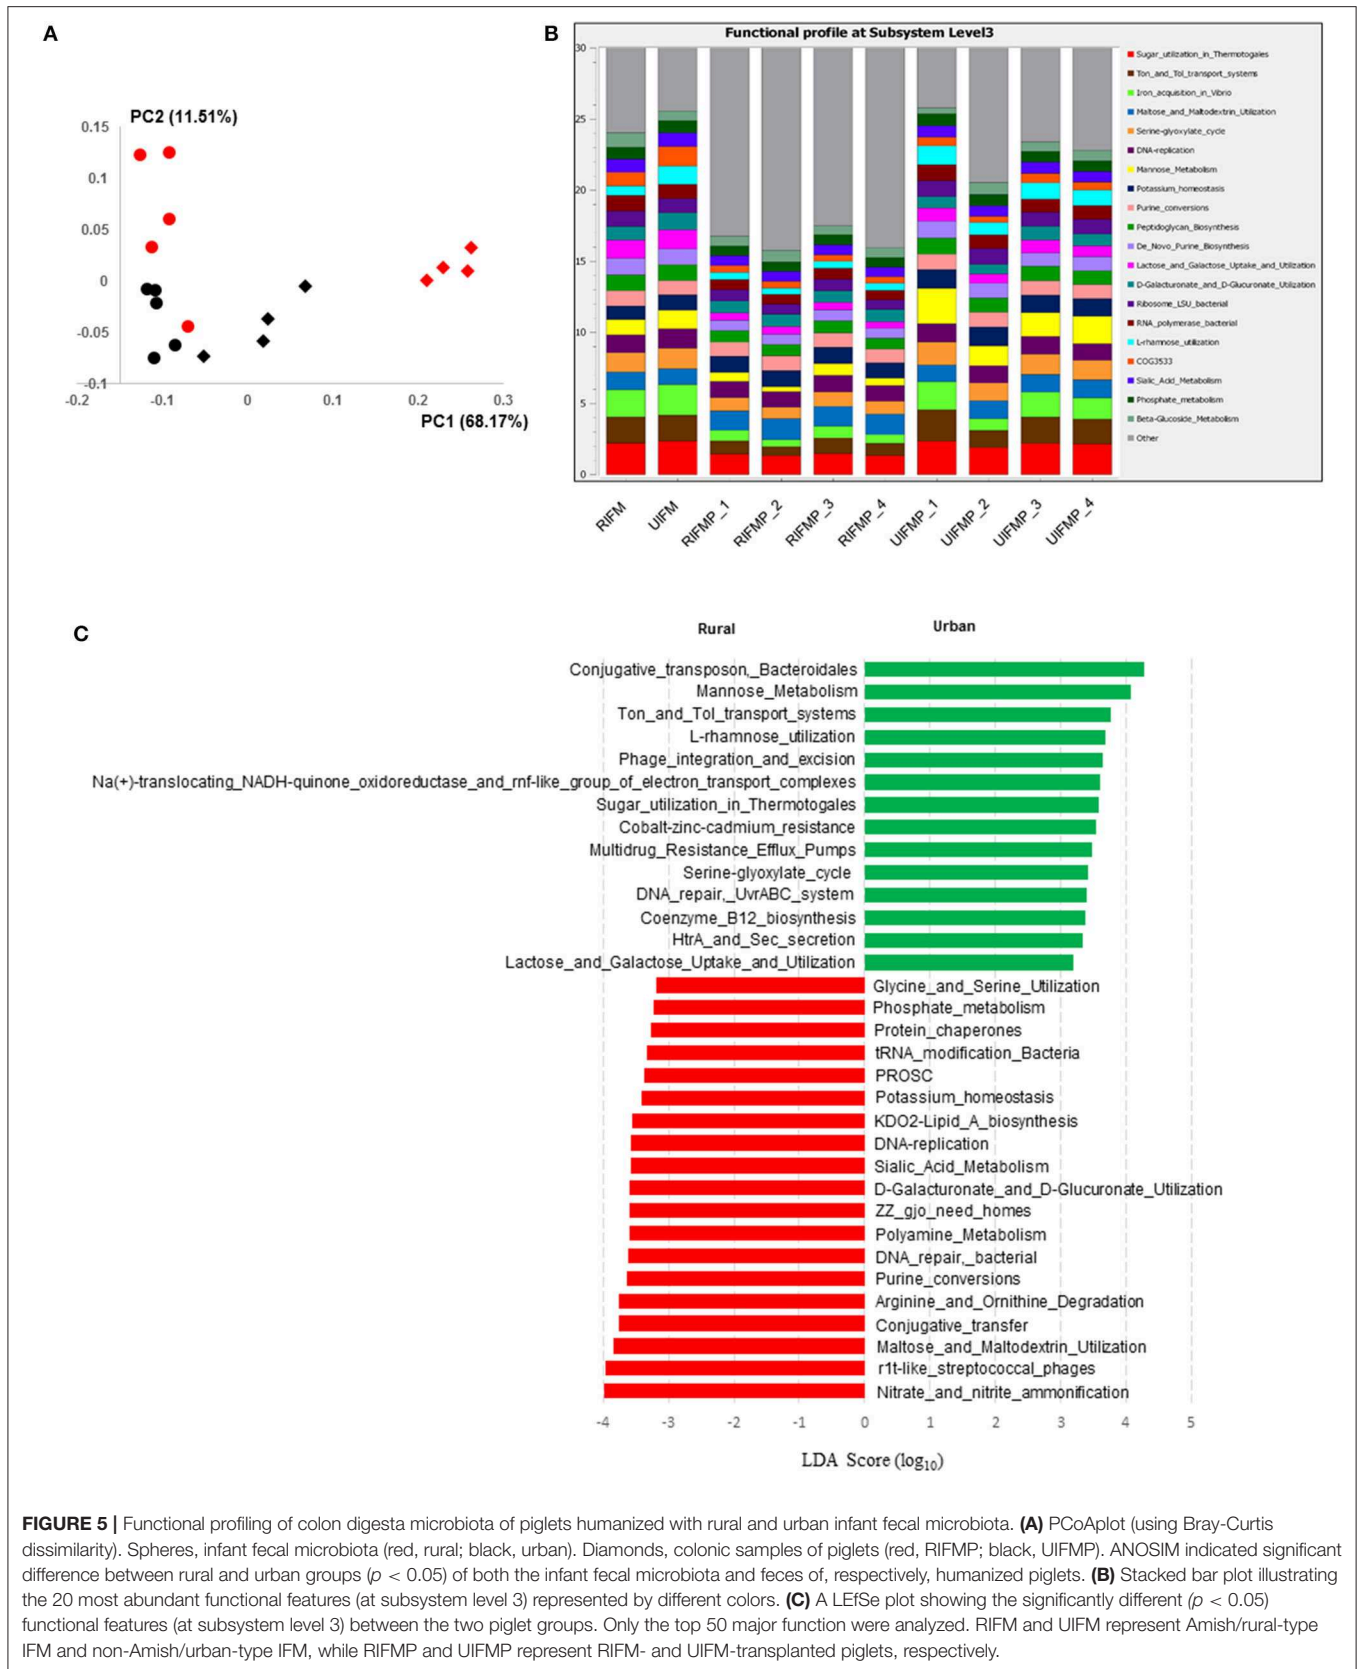 A
PC2 (11.51%)
0.15
0.1
0.05
0
-0.05
-0.1
-0.2
-0.1
0
0.1
0.2
0.3
PC1 (68.17%)
B
Functional profile at Subsystem Level3
30
25
20
15
10
5
0
RIFM
UIFM
RIFMP_1
RIFMP_2
RIFMP_3
RIFMP_4
UIFMP_1
UIFMP_2
UIFMP_3
UIFMP_4
Sugar_utilization_in_Thermotogales
Ton_and_Tol_transport_systems
Iron_acquisition_in_Vibrio
Maltose_and_Maltodextrin_Utilization
Serine-glyoxylate_cycle
DNA-replication
Mannose_Metabolism
Potassium_homeostasis
Purine_conversions
Peptidoglycan_Biosynthesis
De_Novo_Purine_Biosynthesis
Lactose_and_Galactose_Uptake_and_Utilization
D-Galacturonate_and_D-Glucuronate_Utilization
Ribosome_LSU_bacterial
RNA_polymerase_bacterial
L-rhamnose_utilization
COG3533
Sialic_Acid_Metabolism
Phosphate_metabolism
Beta-Glucoside_Metabolism
Other
C
Rural
Urban
Conjugative_transposon,_Bacteroidales
Mannose_Metabolism
Ton_and_Tol_transport_systems
L-rhamnose_utilization
Phage_integration_and_excision
Na(+)-translocating_NADH-quinone_oxidoreductase_and_rnf-like_group_of_electron_transport_complexes
Sugar_utilization_in_Thermotogales
Cobalt-zinc-cadmium_resistance
Multidrug_Resistance_Efflux_Pumps
Serine-glyoxylate_cycle
DNA_repair,_UvrABC_system
Coenzyme_B12_biosynthesis
HtrA_and_Sec_secretion
Lactose_and_Galactose_Uptake_and_Utilization
Glycine_and_Serine_Utilization
Phosphate_metabolism
Protein_chaperones
tRNA_modification_Bacteria
PROSC
Potassium_homeostasis
KDO2-Lipid_A_biosynthesis
DNA-replication
Sialic_Acid_Metabolism
D-Galacturonate_and_D-Glucuronate_Utilization
ZZ_gjo_need_homes
Polyamine_Metabolism
DNA_repair,_bacterial
Purine_conversions
Arginine_and_Ornithine_Degradation
Conjugative_transfer
Maltose_and_Maltodextrin_Utilization
r1t-like_streptococcal_phages
Nitrate_and_nitrite_ammonification
-4
-3
-2
-1
0
1
2
3
4
5
LDA Score (log10)
FIGURE 5 | Functional profiling of colon digesta microbiota of piglets humanized with rural and urban infant fecal microbiota. (A) PCoAplot (using Bray-Curtis
dissimilarity). Spheres, infant fecal microbiota (red, rural; black, urban). Diamonds, colonic samples of piglets (red, RIFMP; black, UIFMP). ANOSIM indicated significant
difference between rural and urban groups (p < 0.05) of both the infant fecal microbiota and feces of, respectively, humanized piglets. (B) Stacked bar plot illustrating
the 20 most abundant functional features (at subsystem level 3) represented by different colors. (C) A LEfSe plot showing the significantly different (p < 0.05)
functional features (at subsystem level 3) between the two piglet groups. Only the top 50 major function were analyzed. RIFM and UIFM represent Amish/rural-type
IFM and non-Amish/urban-type IFM, while RIFMP and UIFMP represent RIFM- and UIFM-transplanted piglets, respectively.